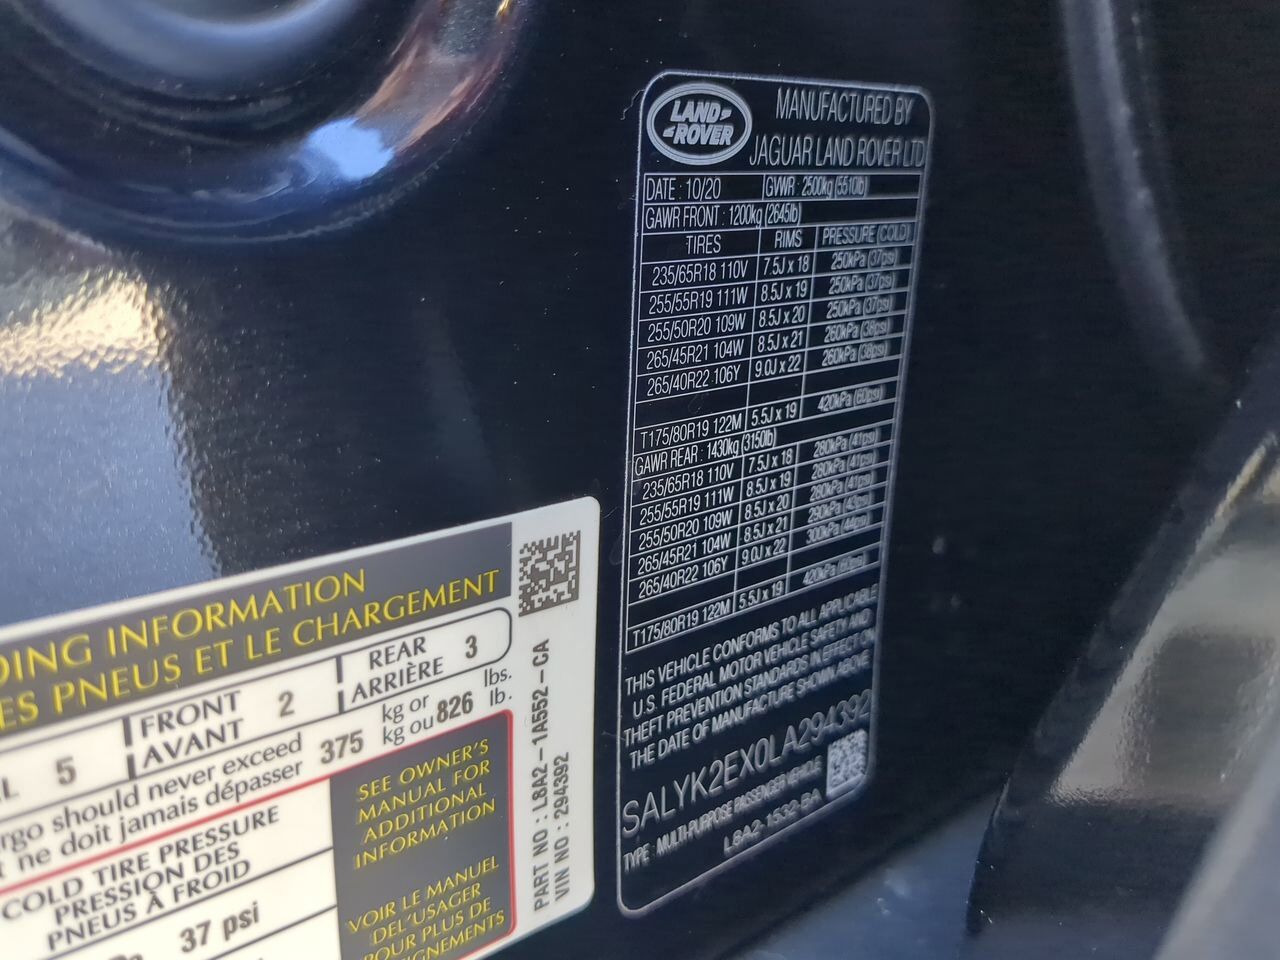 LAND
ROVER
MANUFACTURED BY
JAGUAR LAND ROVER LTD
DATE : 10/20 GVWR : 2500kg (5510lb)
GAWR FRONT : 1200kg (2645lb)
TIRES RIMS PRESSURE (COLD)
235/65R18 110V 7.5J x 18 250kPa (37psi)
255/55R19 111W 8.5J x 19 250kPa (37psi)
255/50R20 109W 8.5J x 20 250kPa (37psi)
265/45R21 104W 8.5J x 21 260kPa (38psi)
265/40R22 106Y 9.0J x 22 260kPa (38psi)
T175/80R19 122M 5.5J x 19 420kPa (60psi)
GAWR REAR : 1430kg (3150lb)
235/65R18 110V 7.5J x 18 280kPa (41psi)
255/55R19 111W 8.5J x 19 280kPa (41psi)
255/50R20 109W 8.5J x 20 280kPa (41psi)
265/45R21 104W 8.5J x 21 290kPa (43psi)
265/40R22 106Y 9.0J x 22 300kPa (44psi)
T175/80R19 122M 5.5J x 19 420kPa (60psi)
THIS VEHICLE CONFORMS TO ALL APPLICABLE
U.S. FEDERAL MOTOR VEHICLE SAFETY AND
THEFT PREVENTION STANDARDS IN EFFECT ON
THE DATE OF MANUFACTURE SHOWN ABOVE
SALYK2EX0LA294392
TYPE : MULTI-PURPOSE PASSENGER VEHICLE
L8A2-1532-BA
DING INFORMATION
ES PNEUS ET LE CHARGEMENT
L 5 FRONT AVANT 2 REAR ARRIÈRE 3
rgo should never exceed 375 kg or 826 lbs.
t ne doit jamais dépasser kg ou lb.
COLD TIRE PRESSURE
PRESSION DES
PNEUS À FROID
37 psi
SEE OWNER'S
MANUAL FOR
ADDITIONAL
INFORMATION
VOIR LE MANUEL
DEL'USAGER
POUR PLUS DE
IGNEMENTS
PART NO : L8A2-1A552-CA
VIN NO : 294392